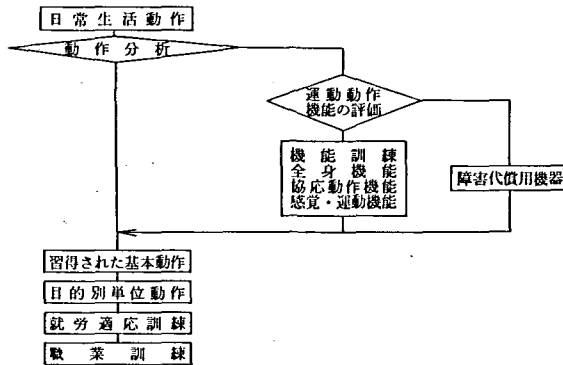 日常生活動作
動作分析
運動動作
機能の評価
機能訓練
全身機能
協応動作機能
感覚・運動機能
障害代償用機器
習得された基本動作
目的別単位動作
就労適応訓練
職業訓練